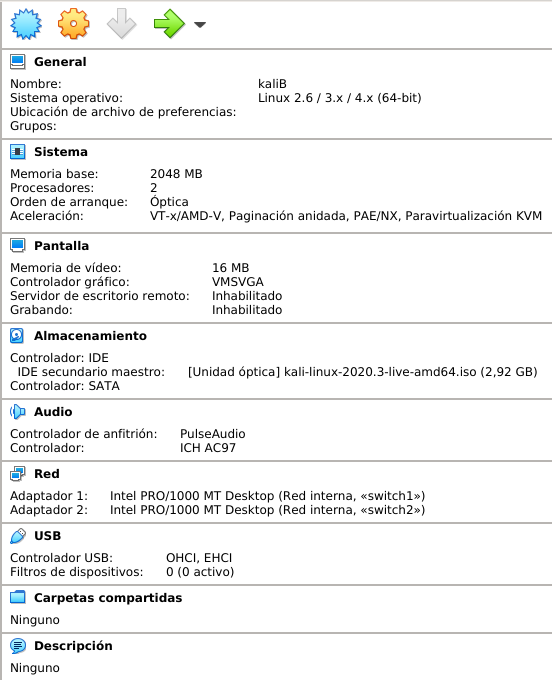 General
Nombre: kaliB
Sistema operativo: Linux 2.6 / 3.x / 4.x (64-bit)
Ubicación de archivo de preferencias:
Grupos:
Sistema
Memoria base: 2048 MB
Procesadores: 2
Orden de arranque: Óptica
Aceleración: VT-x/AMD-V, Paginación anidada, PAE/NX, Paravirtualización KVM
Pantalla
Memoria de vídeo: 16 MB
Controlador gráfico: VMSVGA
Servidor de escritorio remoto: Inhabilitado
Grabando: Inhabilitado
Almacenamiento
Controlador: IDE
IDE secundario maestro: [Unidad óptica] kali-linux-2020.3-live-amd64.iso (2,92 GB)
Controlador: SATA
Audio
Controlador de anfitrión: PulseAudio
Controlador: ICH AC97
Red
Adaptador 1: Intel PRO/1000 MT Desktop (Red interna, «switch1»)
Adaptador 2: Intel PRO/1000 MT Desktop (Red interna, «switch2»)
USB
Controlador USB: OHCI, EHCI
Filtros de dispositivos: 0 (0 activo)
Carpetas compartidas
Ninguno
Descripción
Ninguno